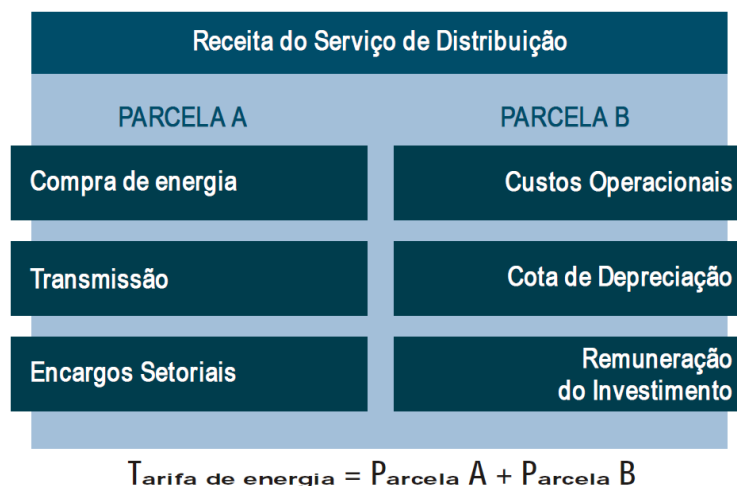 Receita do Serviço de Distribuição
PARCELA A
Compra de energia
Transmissão
Encargos Setoriais
PARCELA B
Custos Operacionais
Cota de Depreciação
Remuneração
do Investimento
Tarifa de energia = Parcela A + Parcela B